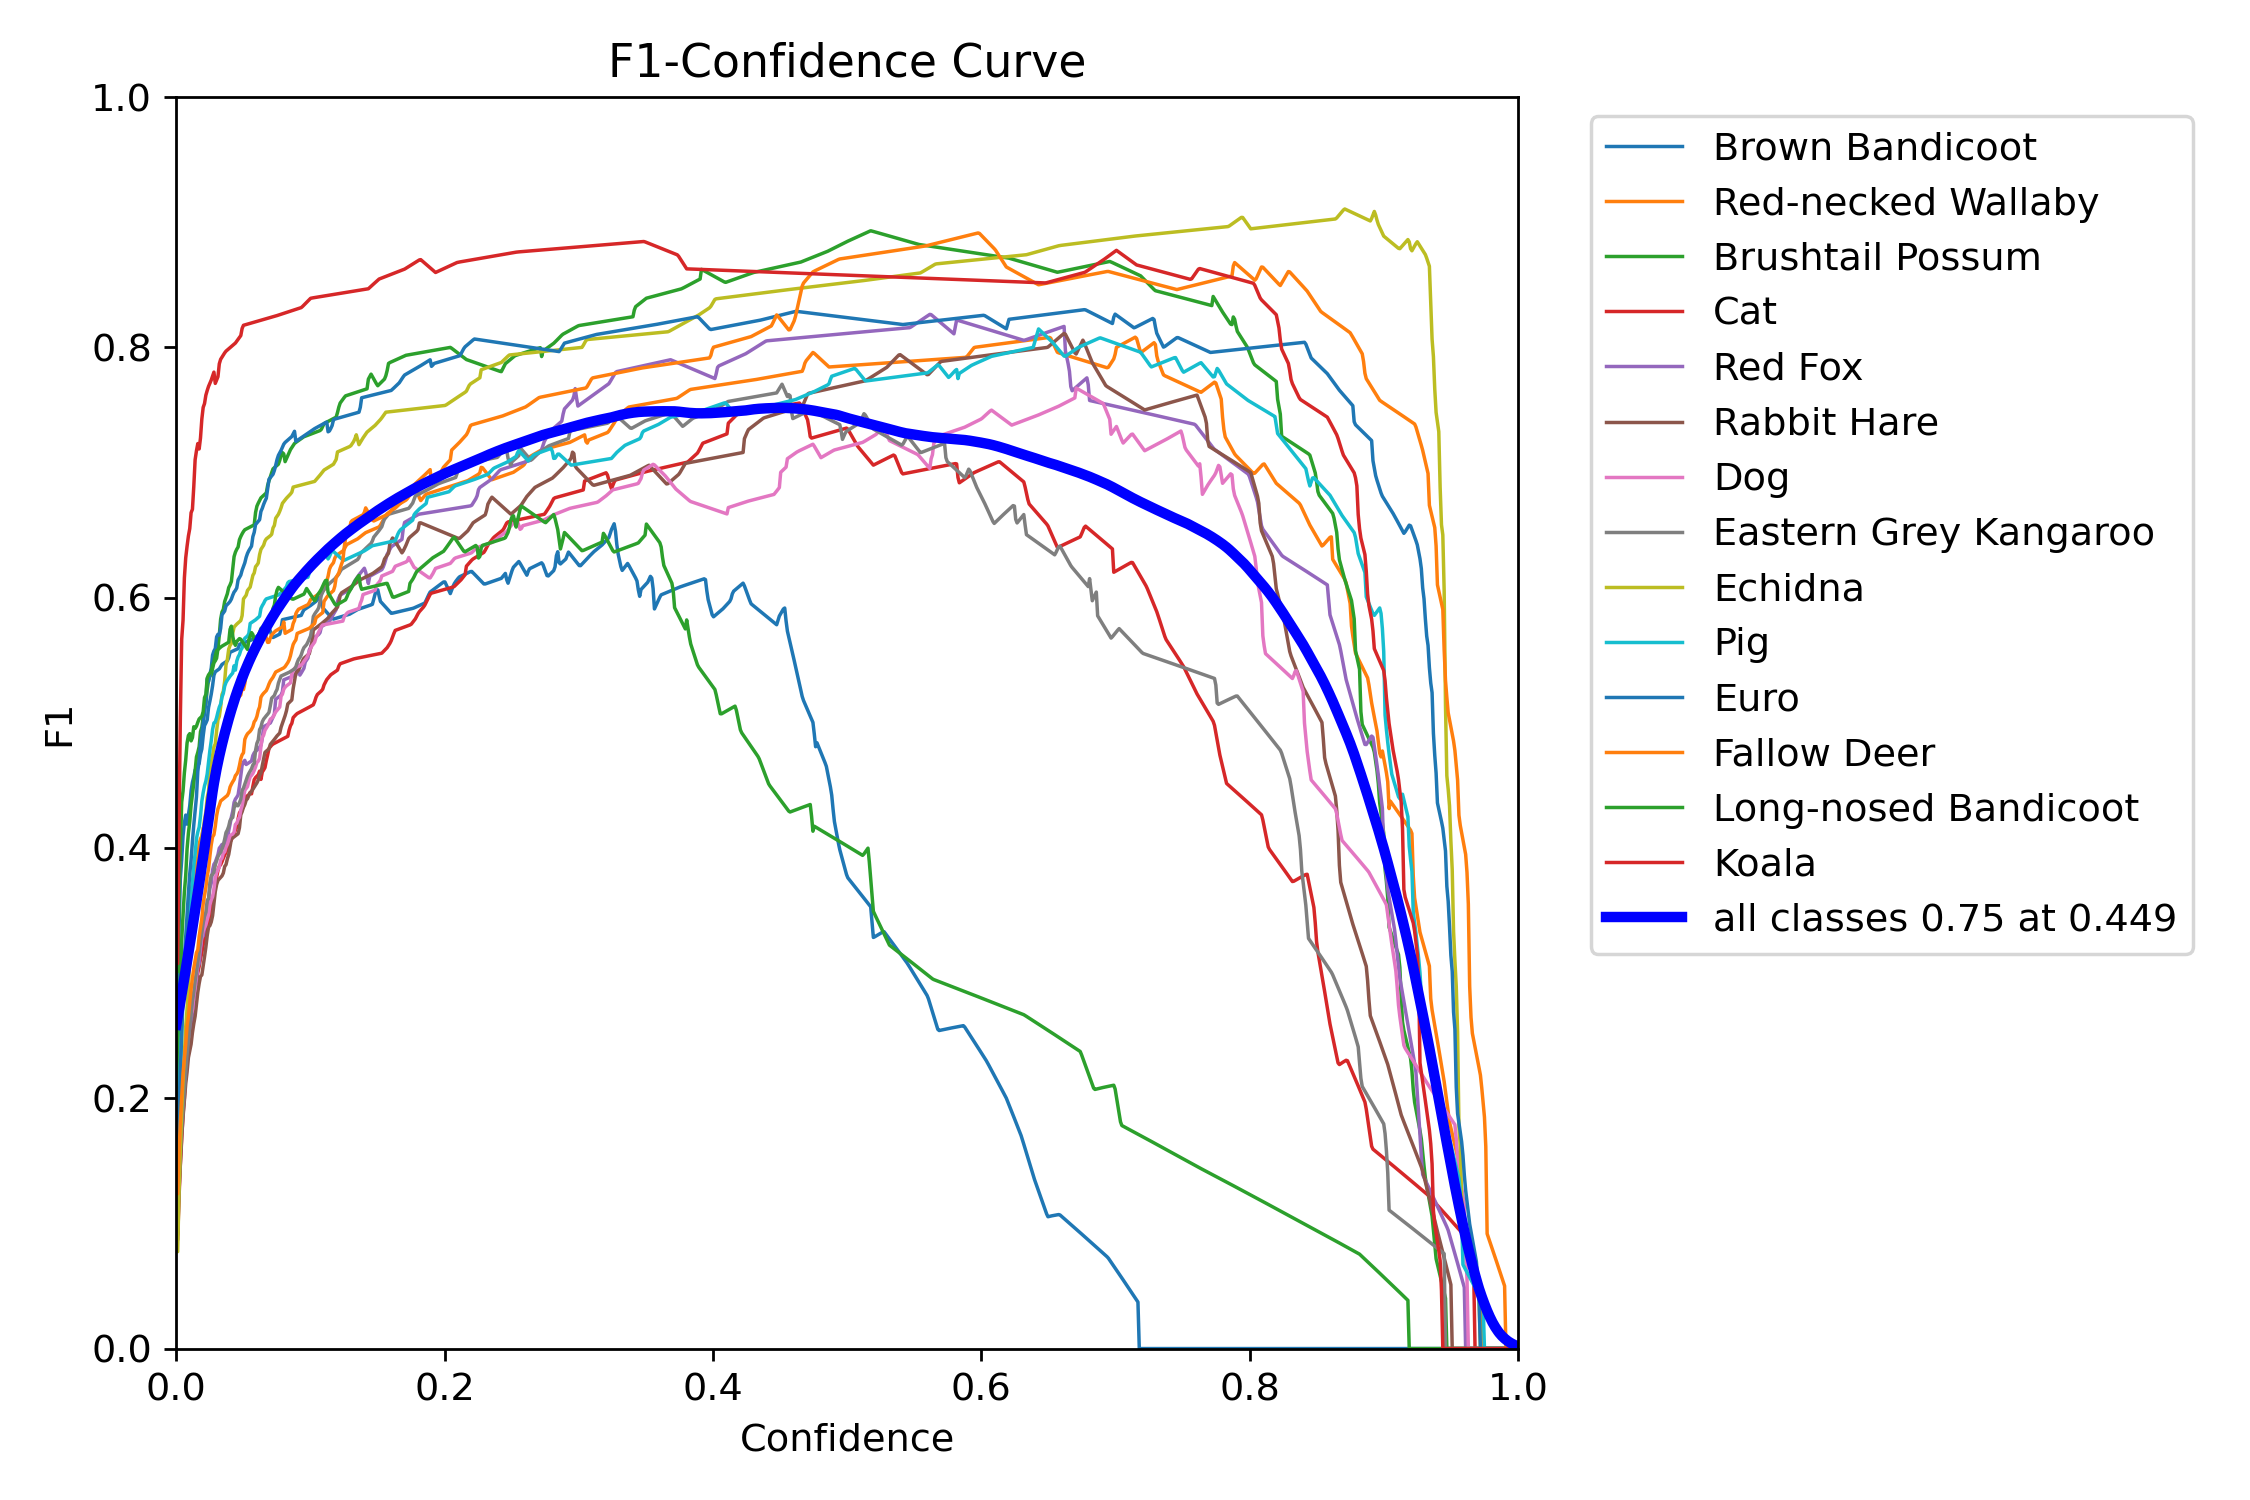 F1-Confidence Curve
1.0
0.8
0.6
0.4
0.2
0.0
F1
0.0 0.2 0.4 0.6 0.8 1.0
Confidence
Brown Bandicoot
Red-necked Wallaby
Brushtail Possum
Cat
Red Fox
Rabbit Hare
Dog
Eastern Grey Kangaroo
Echidna
Pig
Euro
Fallow Deer
Long-nosed Bandicoot
Koala
all classes 0.75 at 0.449